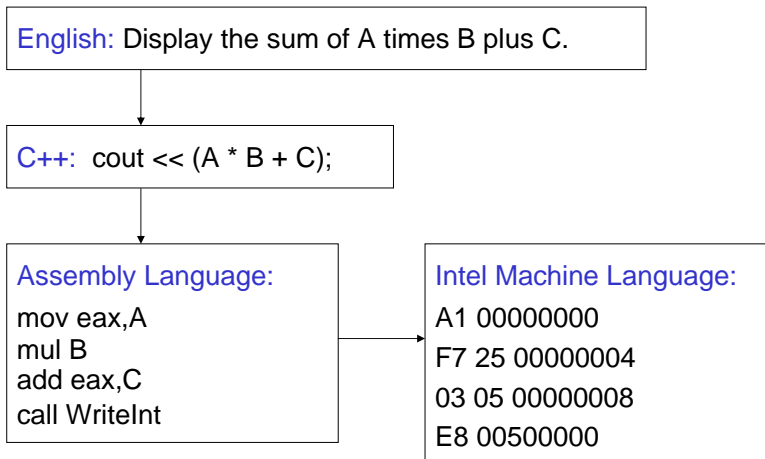 English: Display the sum of A times B plus C.
C++: cout << (A * B + C);
Assembly Language:
mov eax,A
mul B
add eax,C
call WriteInt
Intel Machine Language:
A1 00000000
F7 25 00000004
03 05 00000008
E8 00500000